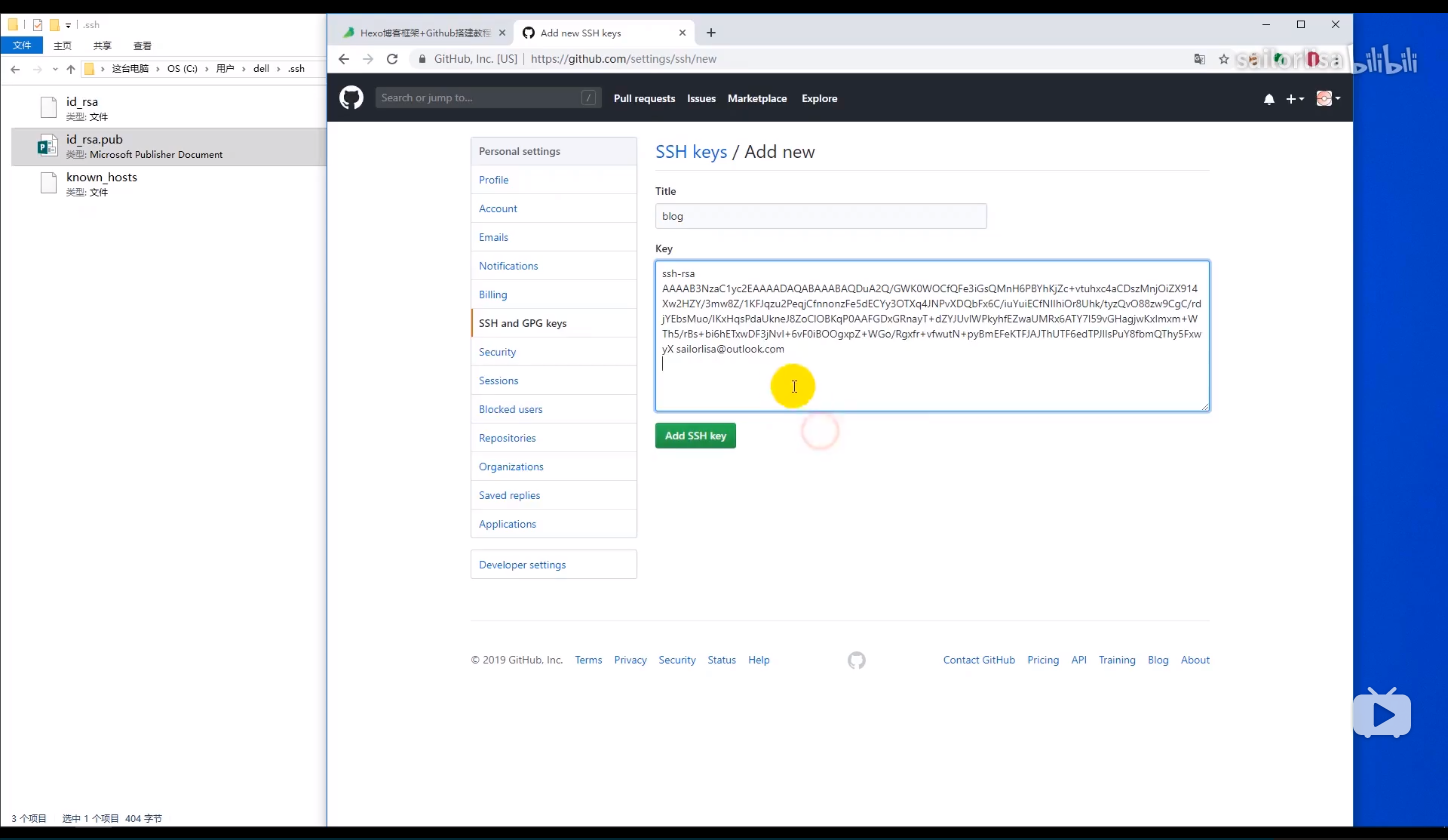 .ssh
文件 主页 共享 查看
这台电脑 OS (C:) 用户 dell .ssh
id_rsa
类型: 文件
id_rsa.pub
类型: Microsoft Publisher Document
known_hosts
类型: 文件
3 个项目 选中 1 个项目 404 字节
Hexo博客框架+Github搭建教程
Add new SSH keys
GitHub, Inc. [US] https://github.com/settings/ssh/new
sailorlisa bilibili
Search or jump to... /
Pull requests Issues Marketplace Explore
Personal settings
Profile
Account
Emails
Notifications
Billing
SSH and GPG keys
Security
Sessions
Blocked users
Repositories
Organizations
Saved replies
Applications
Developer settings
SSH keys / Add new
Title
blog
Key
ssh-rsa
AAAAB3NzaC1yc2EAAAADAQABAAABAQDuA2Q/GWK0WOCfQFe3iGsQMnH6PBYhKjZc+vtuhxc4aCDszMnjOiZX914
Xw2HZY/3mw8Z/1KFJqzu2PeqjCfnnonzFe5dECYy3OTXq4JNPvXDQbFx6C/iuYuiECfNIIhiOr8Uhk/tyzQvO88zw9CgC/rd
jYEbsMuo/IKxHqsPdaUkneJ8ZoClOBKqP0AAFGDxGRnayT+dZYJUvIWPkyhfEZwaUMRx6ATY7I59vGHagjwKxImxm+W
Th5/rBs+bi6hETxwDF3jNvI+6vF0iBOOgxpZ+WGo/Rgxfr+vfwutN+pyBmEFeKTFJAJThUTF6edTPJIIsPuY8fbmQThy5Fxw
yX sailorlisa@outlook.com
Add SSH key
© 2019 GitHub, Inc. Terms Privacy Security Status Help
Contact GitHub Pricing API Training Blog About